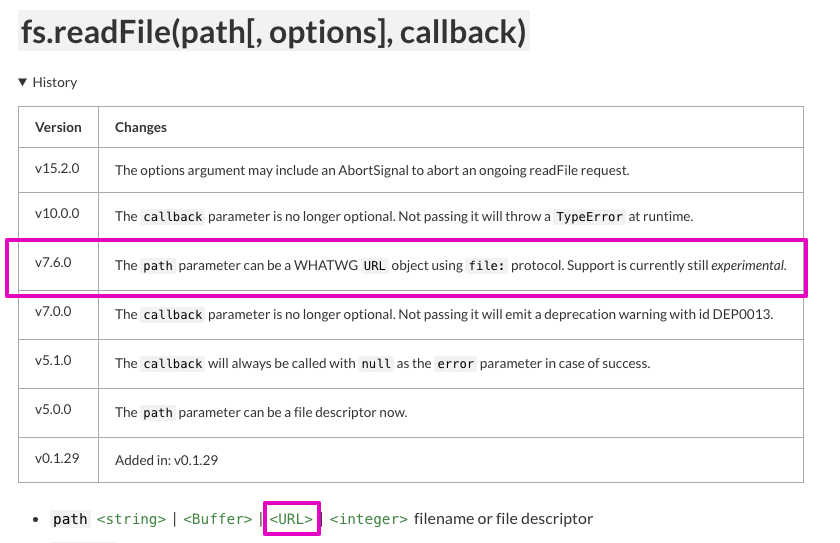 fs.readFile(path[, options], callback)
▼ History
Version Changes
v15.2.0 The options argument may include an AbortSignal to abort an ongoing readFile request.
v10.0.0 The callback parameter is no longer optional. Not passing it will throw a TypeError at runtime.
v7.6.0 The path parameter can be a WHATWG URL object using file: protocol. Support is currently still experimental.
v7.0.0 The callback parameter is no longer optional. Not passing it will emit a deprecation warning with id DEP0013.
v5.1.0 The callback will always be called with null as the error parameter in case of success.
v5.0.0 The path parameter can be a file descriptor now.
v0.1.29 Added in: v0.1.29
• path <string> | <Buffer> | <URL> | <integer> filename or file descriptor